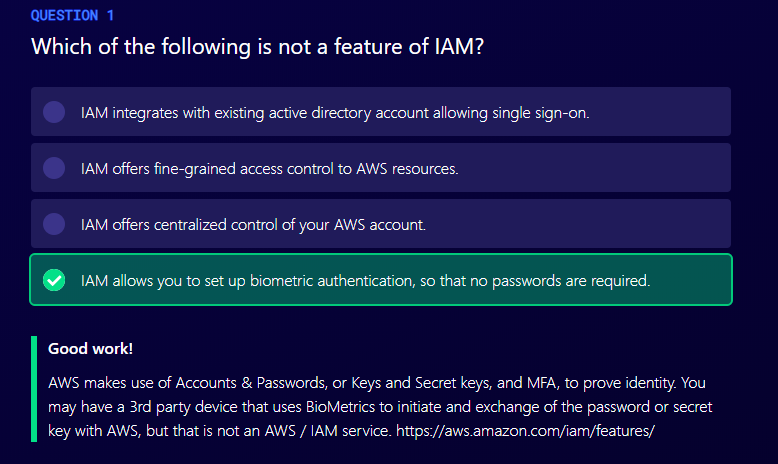 QUESTION 1
Which of the following is not a feature of IAM?
IAM integrates with existing active directory account allowing single sign-on.
IAM offers fine-grained access control to AWS resources.
IAM offers centralized control of your AWS account.
IAM allows you to set up biometric authentication, so that no passwords are required.
Good work!
AWS makes use of Accounts & Passwords, or Keys and Secret keys, and MFA, to prove identity. You
may have a 3rd party device that uses BioMetrics to initiate and exchange of the password or secret
key with AWS, but that is not an AWS / IAM service. https://aws.amazon.com/iam/features/